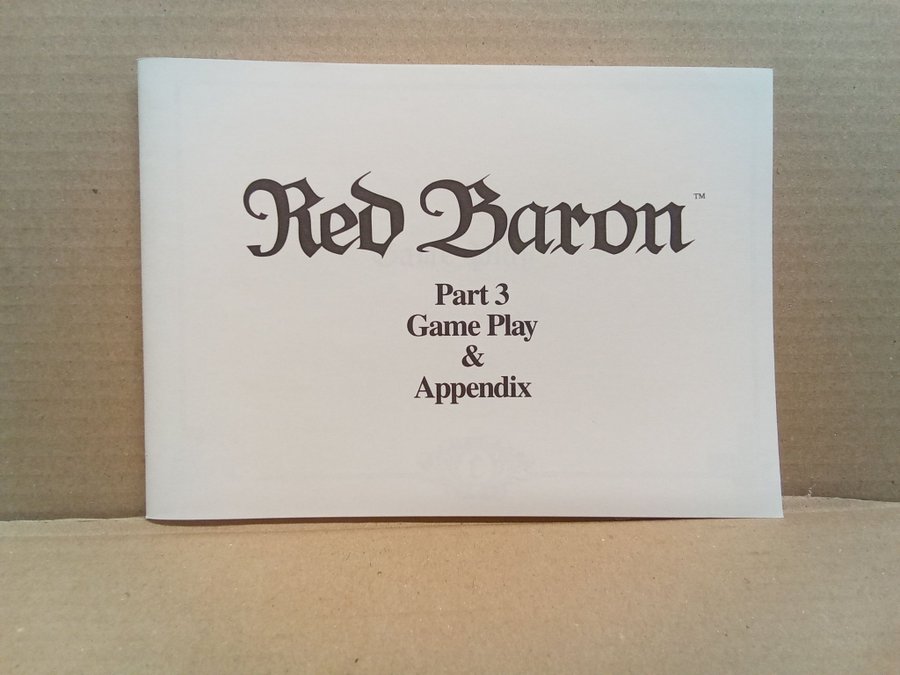 Red Baron™
Part 3
Game Play
&
Appendix